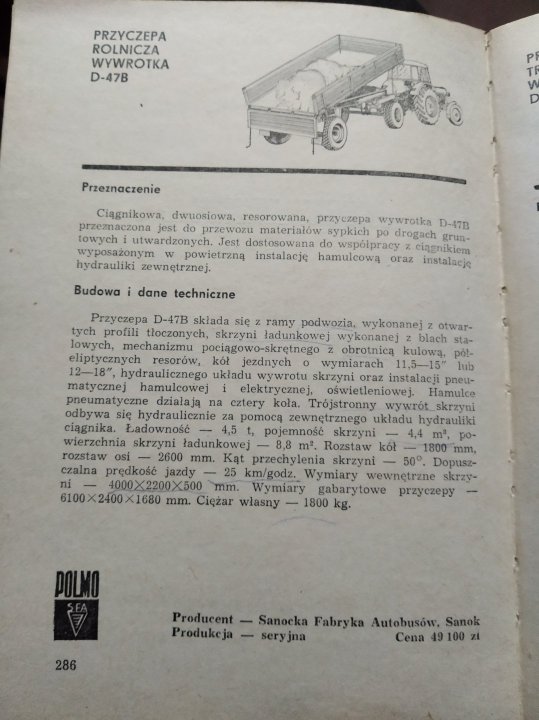 PRZYCZEPA
ROLNICZA
WYWROTKA
D-47B
Przeznaczenie
Ciągnikowa, dwuosiowa, resorowana, przyczepa wywrotka D-47B
przeznaczona jest do przewozu materiałów sypkich po drogach grun-
towych i utwardzonych. Jest dostosowana do współpracy z ciągnikiem
wyposażonym w powietrzną instalację hamulcową oraz instalację
hydrauliki zewnętrznej.
Budowa i dane techniczne
Przyczepa D-47B składa się z ramy podwozia, wykonanej z otwar-
tych profili tłoczonych, skrzyni ładunkowej wykonanej z blach sta-
lowych, mechanizmu pociągowo-skrętnego z obrotnicą kulową, pół-
eliptycznych resorów, kół jezdnych o wymiarach 11,5—15″ lub
12—18″, hydraulicznego układu wywrotu skrzyni oraz instalacji pneu-
matycznej hamulcowej i elektrycznej, oświetleniowej. Hamulce
pneumatyczne działają na cztery koła. Trójstronny wywrót skrzyni
odbywa się hydraulicznie za pomocą zewnętrznego układu hydrauliki
ciągnika. Ładowność — 4,5 t, pojemność skrzyni — 4,4 m³, po-
wierzchnia skrzyni ładunkowej — 8,8 m². Rozstaw kół — 1800 mm,
rozstaw osi — 2600 mm. Kąt przechylenia skrzyni — 50°. Dopusz-
czalna prędkość jazdy — 25 km/godz. Wymiary wewnętrzne skrzy-
ni — 4000×2200×500 mm. Wymiary gabarytowe przyczepy —
6100×2400×1680 mm. Ciężar własny — 1800 kg.
POLMO
SFA
Producent — Sanocka Fabryka Autobusów, Sanok
Produkcja — seryjna Cena 49 100 zł
286